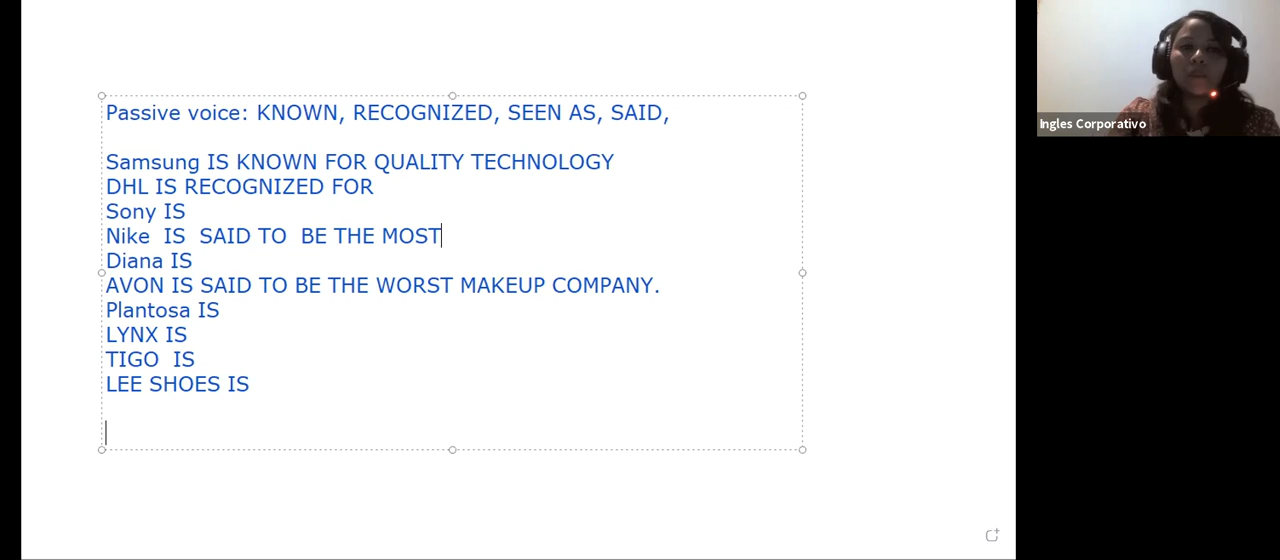 Passive voice: KNOWN, RECOGNIZED, SEEN AS, SAID,
Samsung IS KNOWN FOR QUALITY TECHNOLOGY
DHL IS RECOGNIZED FOR
Sony IS
Nike  IS  SAID TO  BE THE MOST
Diana IS
AVON IS SAID TO BE THE WORST MAKEUP COMPANY.
Plantosa IS
LYNX IS
TIGO  IS
LEE SHOES IS
Ingles Corporativo